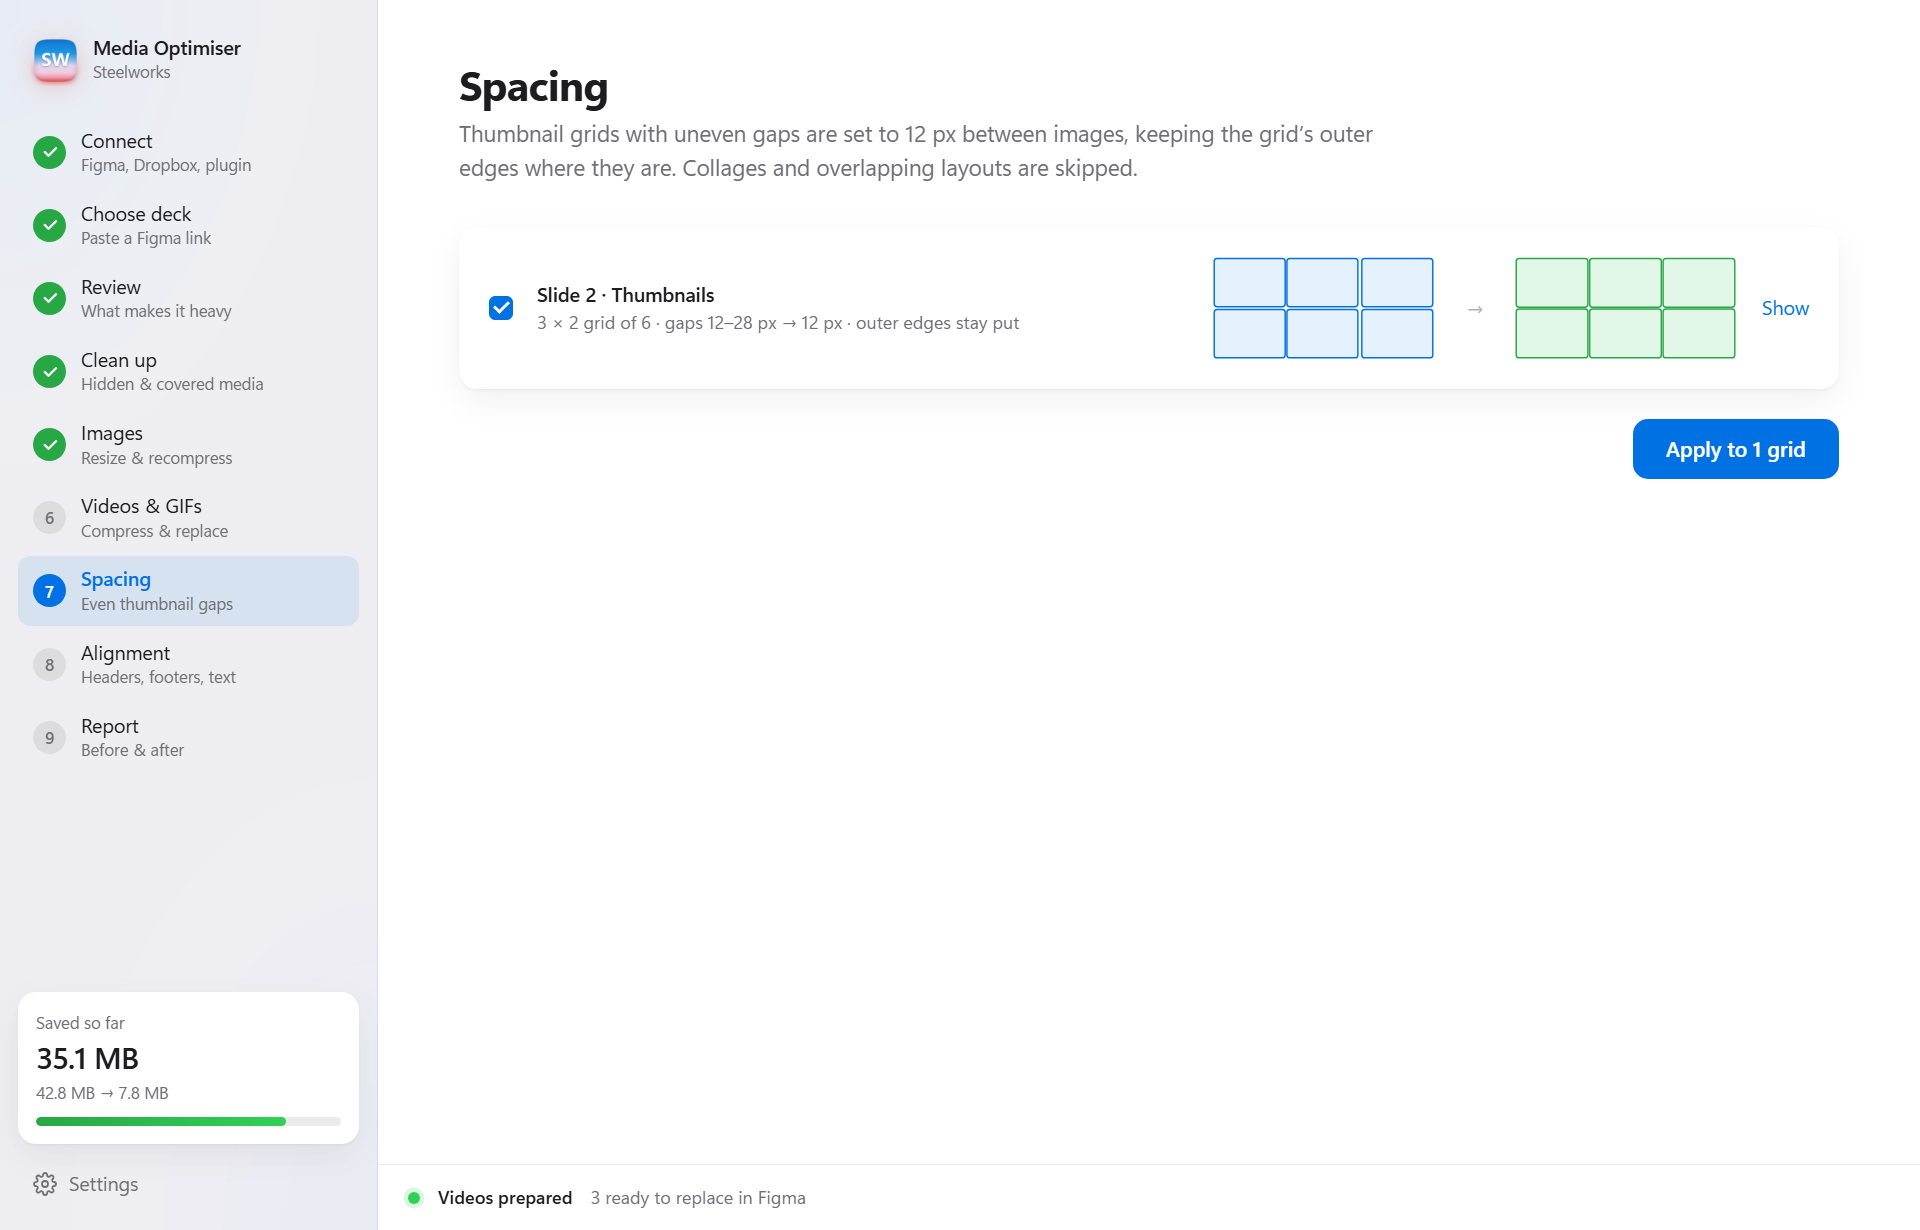 SW
Media Optimiser
Steelworks
Connect
Figma, Dropbox, plugin
Choose deck
Paste a Figma link
Review
What makes it heavy
Clean up
Hidden & covered media
Images
Resize & recompress
6
Videos & GIFs
Compress & replace
7
Spacing
Even thumbnail gaps
8
Alignment
Headers, footers, text
9
Report
Before & after
Saved so far
35.1 MB
42.8 MB → 7.8 MB
Settings
Spacing
Thumbnail grids with uneven gaps are set to 12 px between images, keeping the grid’s outer
edges where they are. Collages and overlapping layouts are skipped.
Slide 2 · Thumbnails
3 × 2 grid of 6 · gaps 12–28 px → 12 px · outer edges stay put
→
Show
Apply to 1 grid
Videos prepared 3 ready to replace in Figma